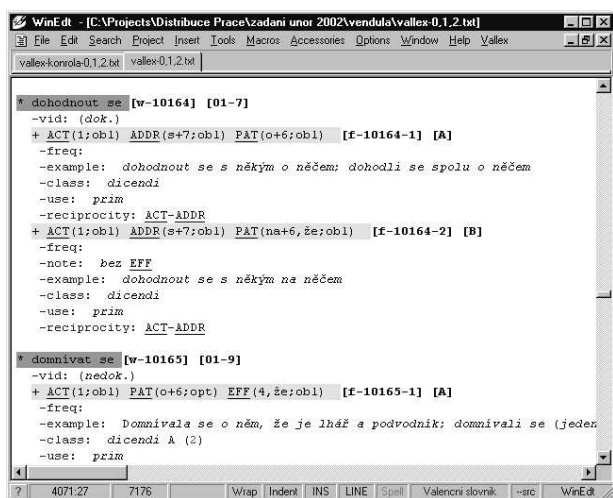 WinEdt - [C:\Projects\Distribuce Prace\zadani unor 2002\vendula\vallex-0,1,2.txt]
File Edit Search Project Insert Tools Macros Accessories Options Window Help Vallex
vallex-konrola-0,1,2.txt vallex-0,1,2.txt
* dohodnout se [w-10164] [01-7]
-vid: (dok.)
+ ACT(1;obl) ADDR(s+7;obl) PAT(o+6;obl) [f-10164-1] [A]
-freq:
-example: dohodnout se s někým o něčem; dohodli se spolu o něčem
-class: dicendi
-use: prim
-reciprocity: ACT-ADDR
+ ACT(1;obl) ADDR(s+7;obl) PAT(na+6,že;obl) [f-10164-2] [B]
-freq:
-note: bez EFF
-example: dohodnout se s někým na něčem
-class: dicendi
-use: prim
-reciprocity: ACT-ADDR
* domnívat se [w-10165] [01-9]
-vid: (nedok.)
+ ACT(1;obl) PAT(o+6;opt) EFF(4,že;obl) [f-10165-1] [A]
-freq:
-example: Domnívala se o něm, že je lhář a podvodník; domnívali se (jeden
-class: dicendi A (2)
-use: prim
? 4071:27 7176 Wrap Indent INS LINE Spell Valencni slovnik --src WinEdt